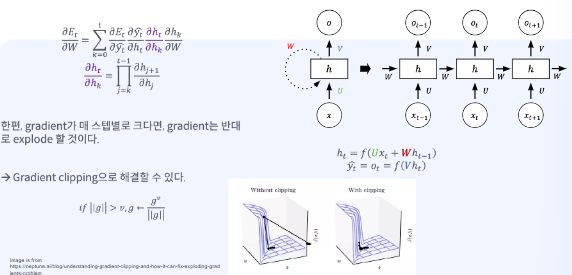 ∂E_t/∂W = ∑_{k=0}^{t} ∂E_t/∂ŷ_t ∂ŷ_t/∂h_t ∂h_t/∂h_k ∂h_k/∂W
∂h_t/∂h_k = ∏_{j=k}^{t-1} ∂h_{j+1}/∂h_j
한편, gradient가 매 스텝별로 크다면, gradient는 반대
로 explode 할 것이다.
→ Gradient clipping으로 해결할 수 있다.
if ||g|| > v, g ← g^v/||g||
Image is from
https://neptune.ai/blog/understanding-gradient-clipping-and-how-it-can-fix-exploding-grad
ients-problem
o o_{t-1} o_t o_{t+1}
W V V V V
h h h h
W W W W
U U U U
x x_{t-1} x_t x_{t+1}
h_t = f(Ux_t + Wh_{t-1})
ŷ_t = o_t = f(Vh_t)
Without clipping With clipping
J(w,b) J(w,b)
w b w b